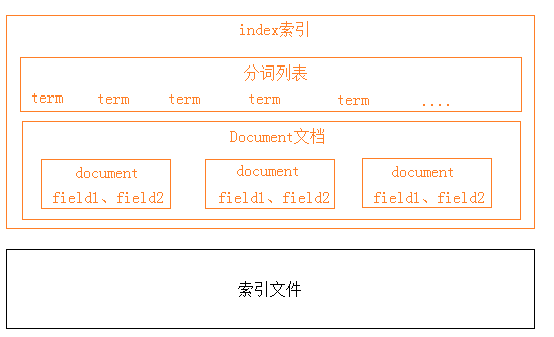 index索引
分词列表
term term term term term ....
Document文档
document document document
field1、field2 field1、field2 field1、field2
索引文件